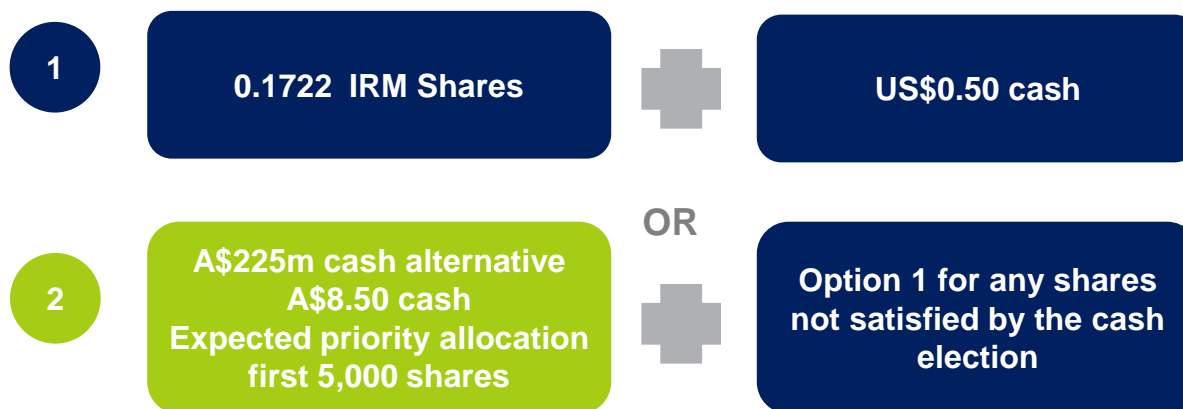 1
0.1722 IRM Shares
US$0.50 cash
OR
2
A$225m cash alternative
A$8.50 cash
Expected priority allocation
first 5,000 shares
Option 1 for any shares
not satisfied by the cash
election